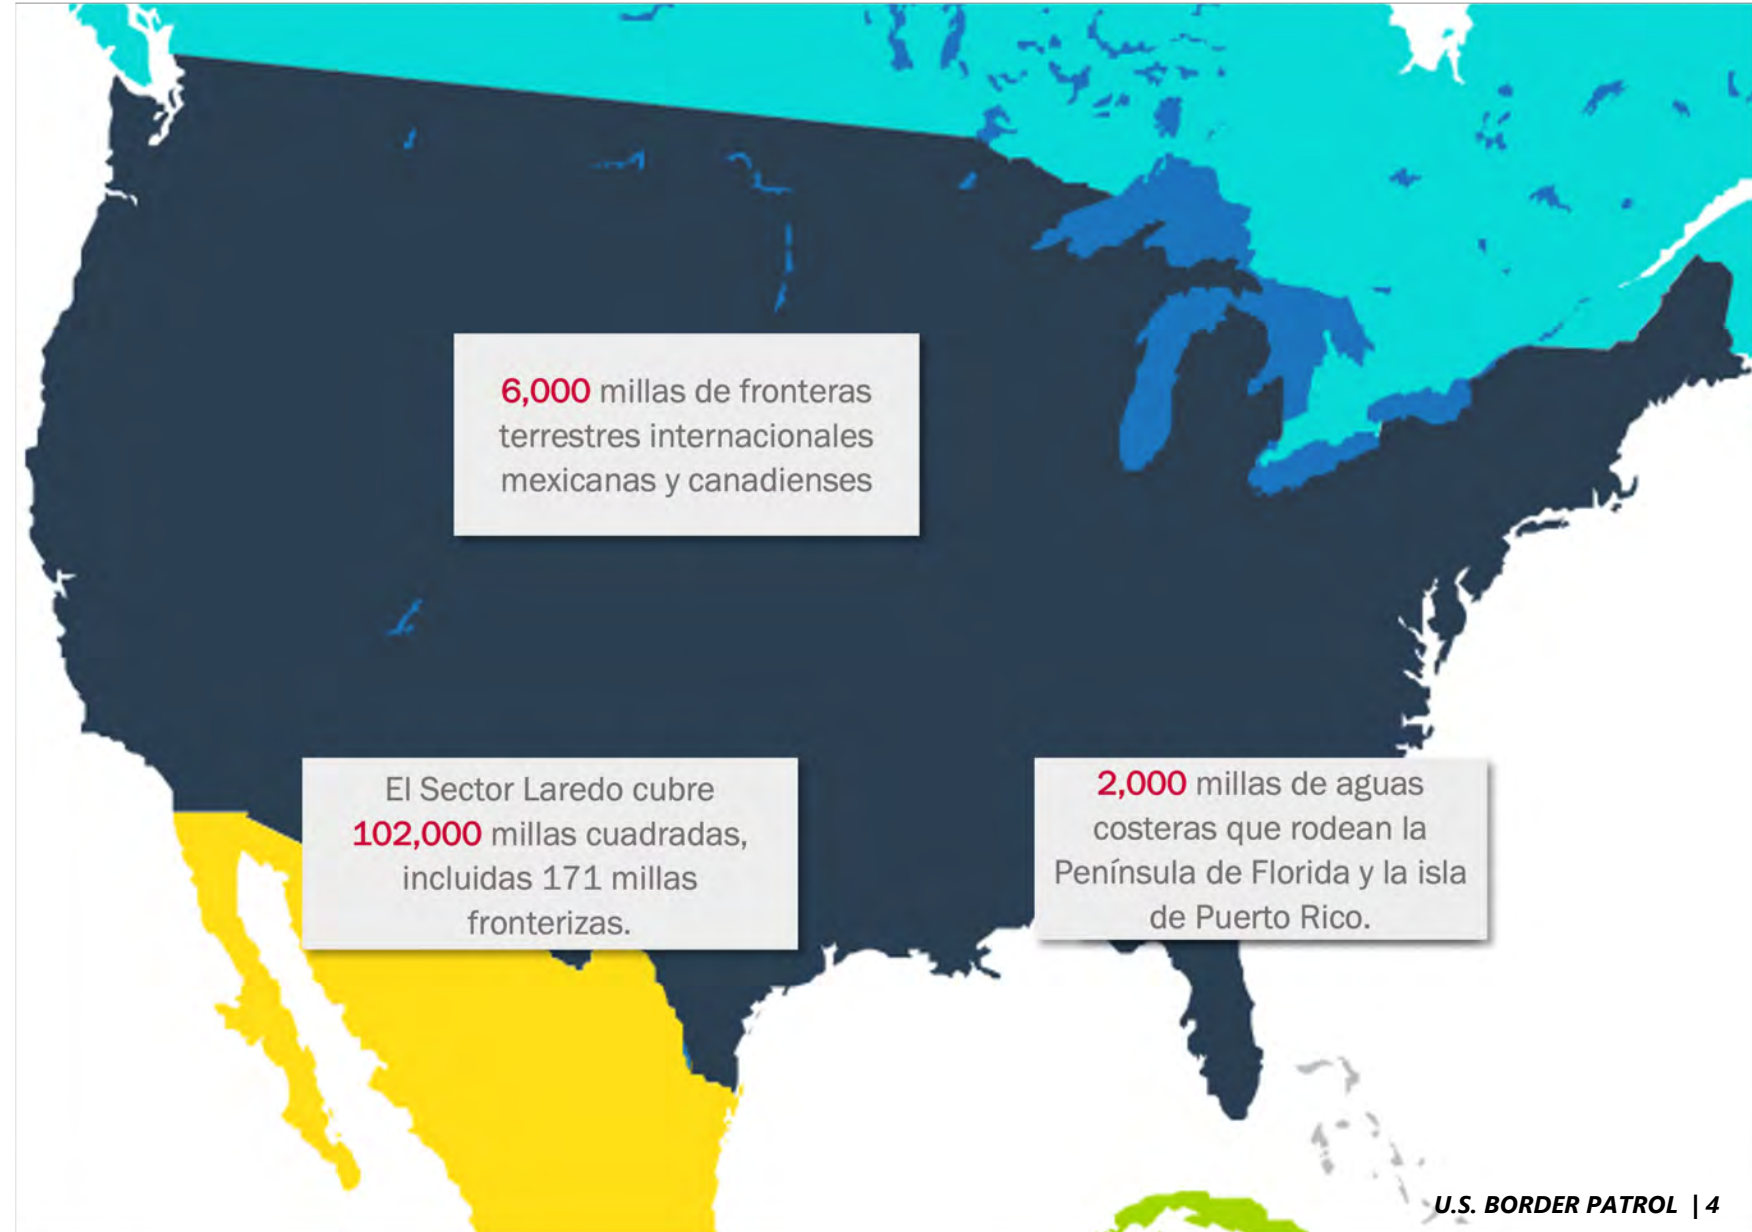 6,000 millas de fronteras
terrestres internacionales
mexicanas y canadienses
El Sector Laredo cubre
102,000 millas cuadradas,
incluidas 171 millas
fronterizas.
2,000 millas de aguas
costeras que rodean la
Península de Florida y la isla
de Puerto Rico.
U.S. BORDER PATROL | 4